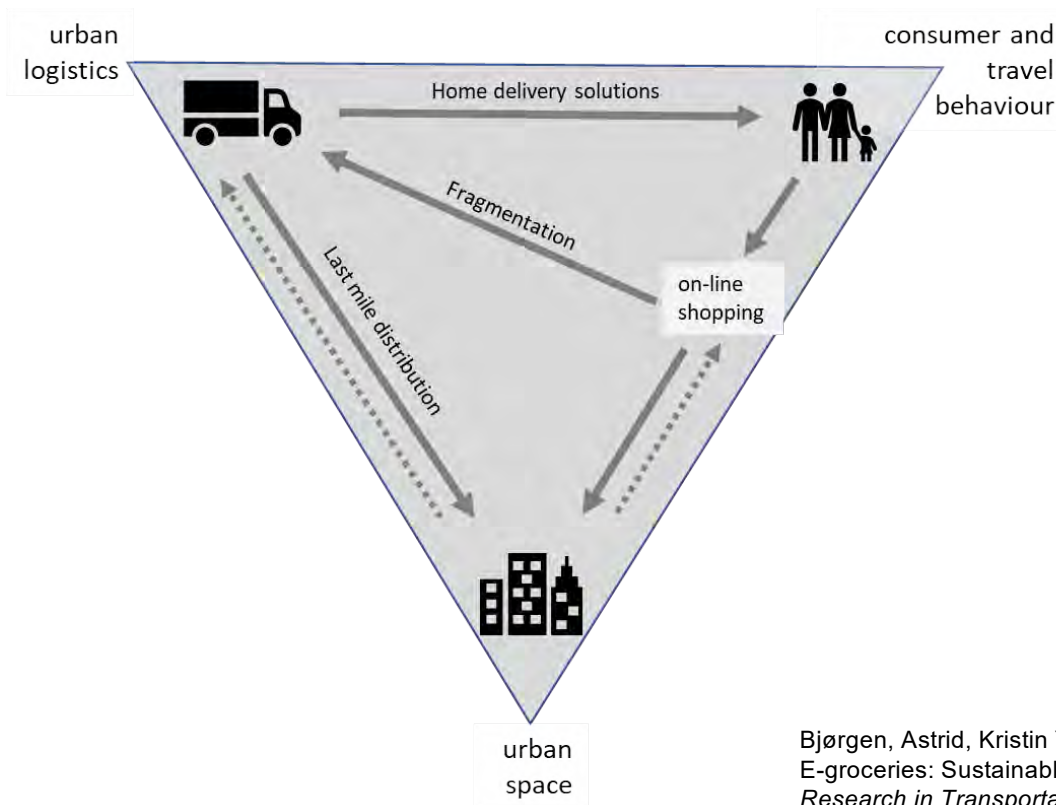 urban
logistics
consumer and
travel
behaviour
Home delivery solutions
Fragmentation
Last mile distribution
on-line
shopping
urban
space
Bjørgen, Astrid, Kristin
E-groceries: Sustainabl
Research in Transporta